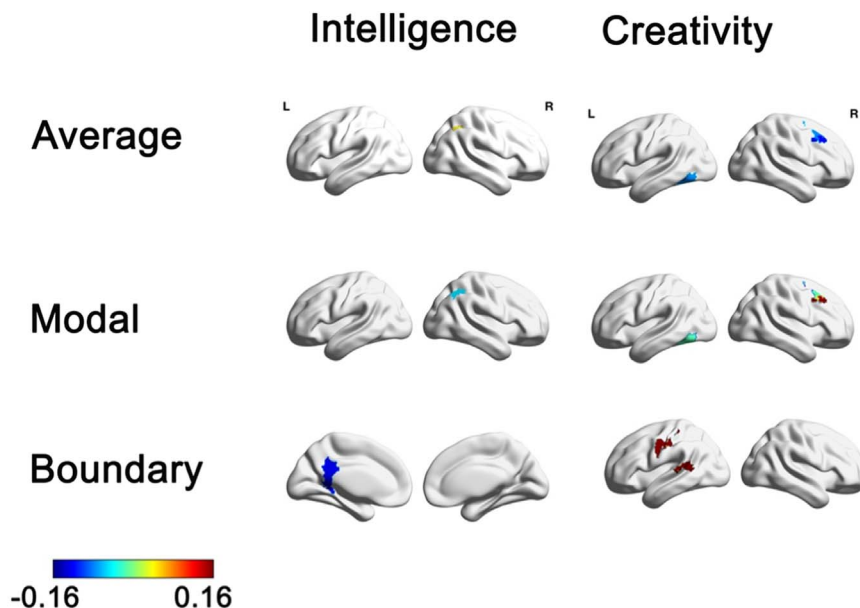 Intelligence Creativity
L R L R
Average
Modal
Boundary
-0.16 0.16